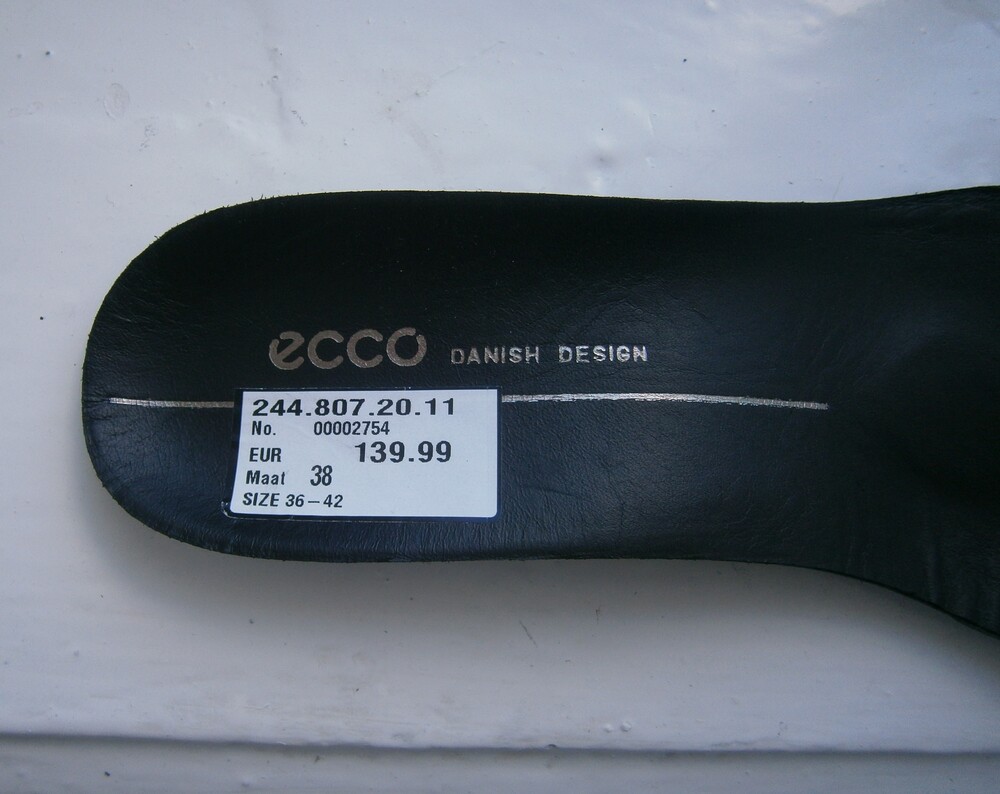 ecco DANISH DESIGN
244.807.20.11
No. 00002754
EUR 139.99
Maat 38
SIZE 36–42